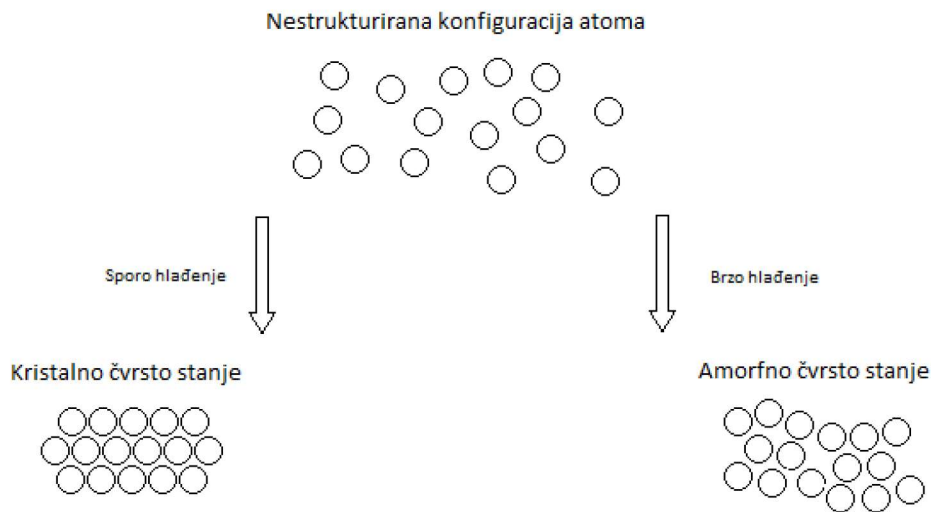 Nestrukturirana konfiguracija atoma
Sporo hlađenje
Brzo hlađenje
Kristalno čvrsto stanje
Amorfno čvrsto stanje